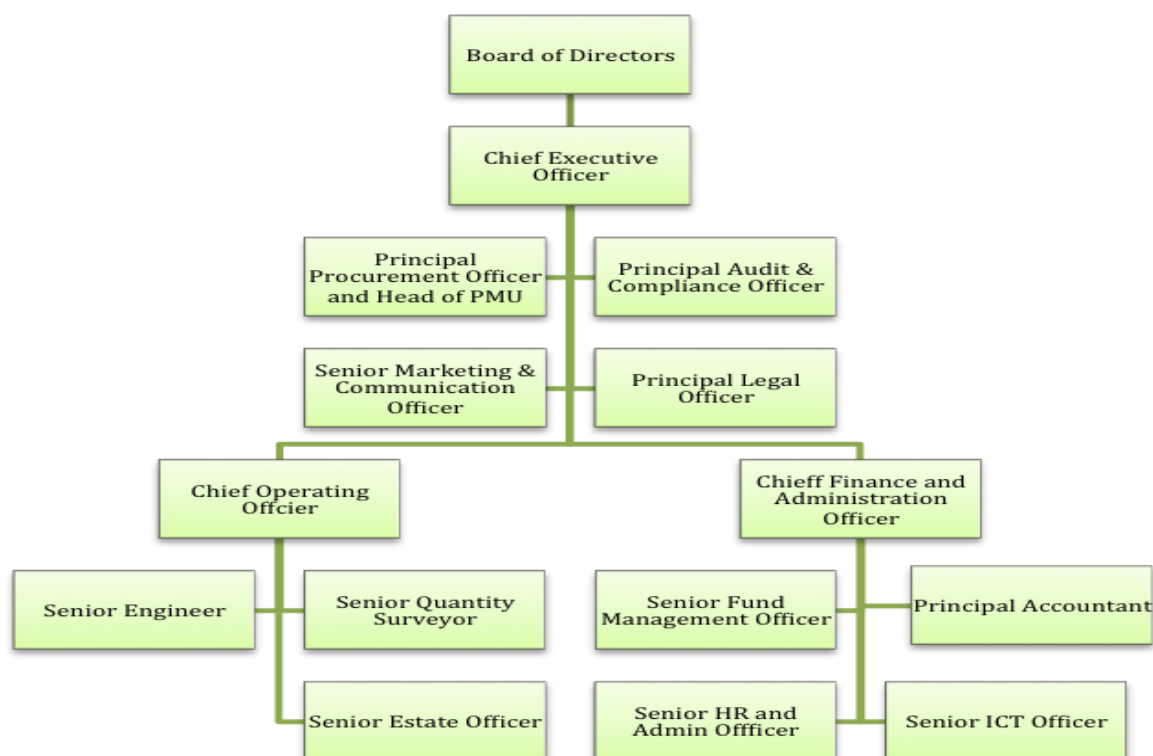 Board of Directors
Chief Executive
Officer
Principal
Procurement Officer
and Head of PMU
Principal Audit &
Compliance Officer
Senior Marketing &
Communication
Officer
Principal Legal
Officer
Chief Operating
Offcier
Chieff Finance and
Administration
Officer
Senior Engineer
Senior Quantity
Surveyor
Senior Fund
Management Officer
Principal Accountant
Senior Estate Officer
Senior HR and
Admin Offficer
Senior ICT Officer